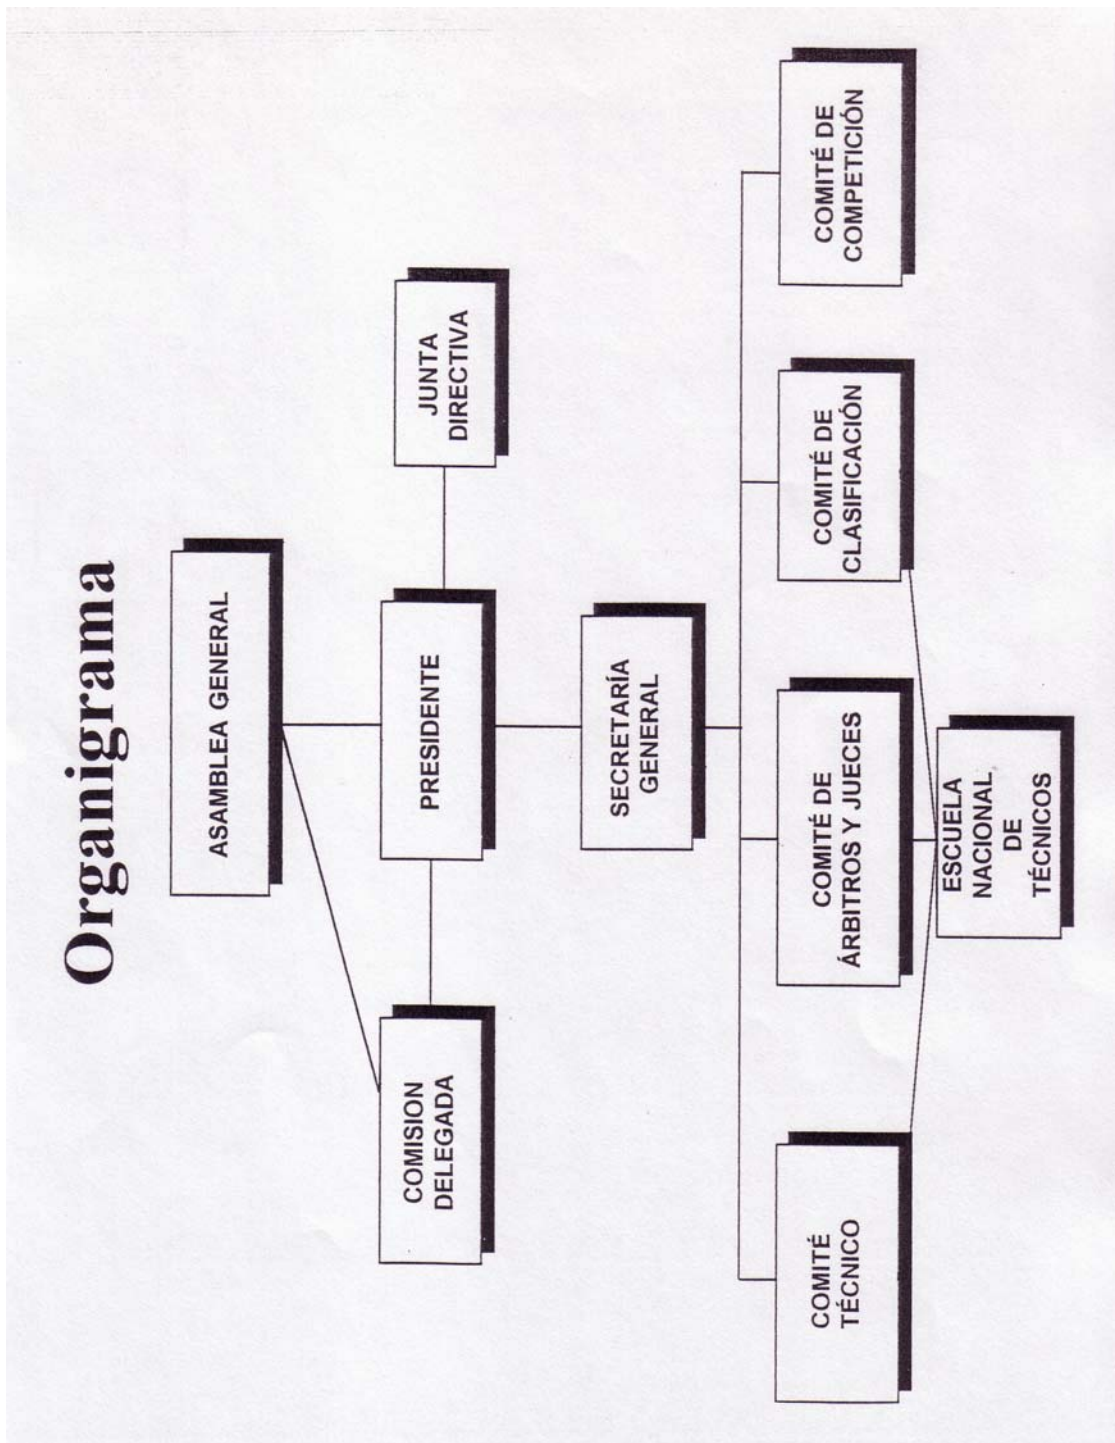 Organigrama
ASAMBLEA GENERAL
COMISION
DELEGADA
PRESIDENTE
JUNTA
DIRECTIVA
SECRETARÍA
GENERAL
COMITÉ
TÉCNICO
COMITÉ DE
ÁRBITROS Y JUECES
COMITÉ DE
CLASIFICACIÓN
COMITÉ DE
COMPETICIÓN
ESCUELA
NACIONAL
DE
TÉCNICOS